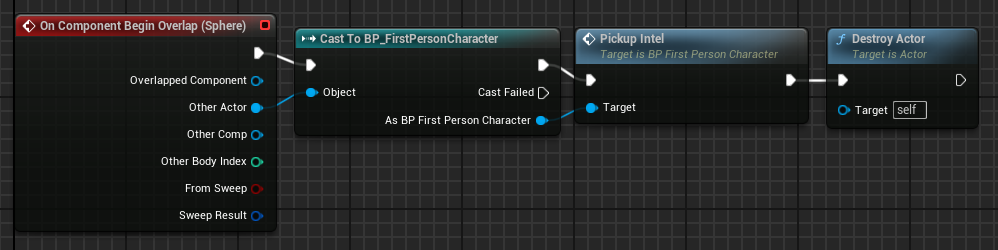 On Component Begin Overlap (Sphere)
Overlapped Component
Other Actor
Other Comp
Other Body Index
From Sweep
Sweep Result
Cast To BP_FirstPersonCharacter
Object
Cast Failed
As BP First Person Character
Pickup Intel
Target is BP First Person Character
Target
f Destroy Actor
Target is Actor
Target self